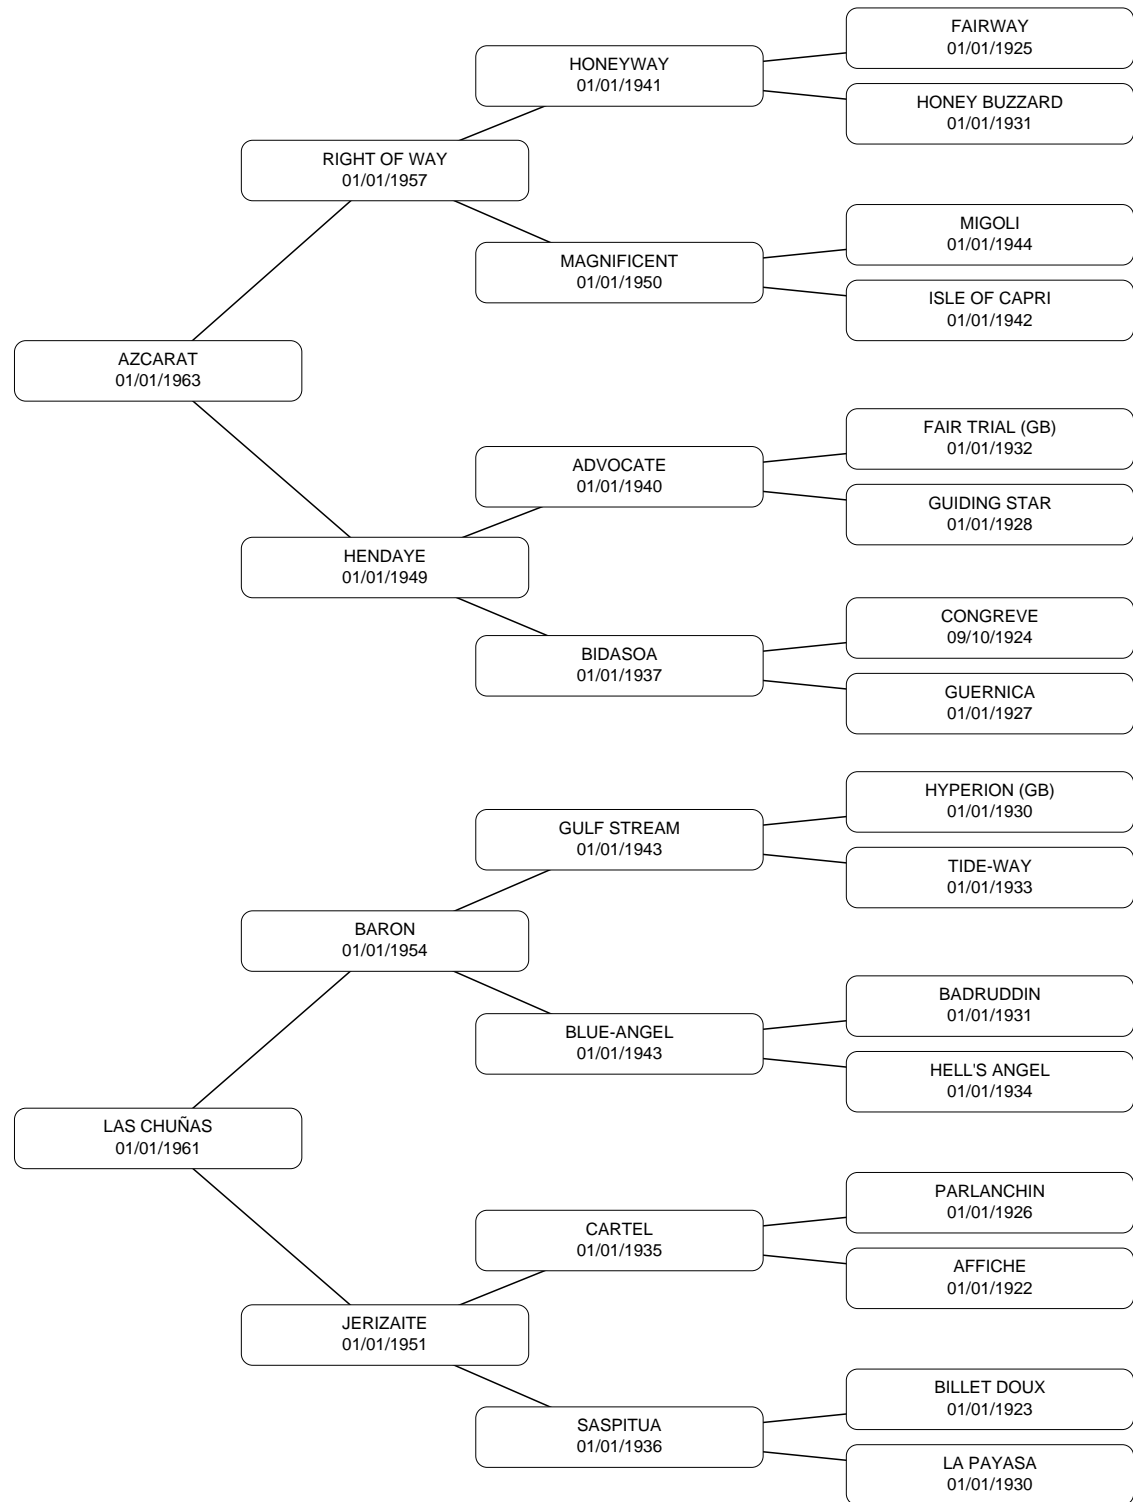 FAIRWAY
01/01/1925
HONEYWAY
01/01/1941
HONEY BUZZARD
01/01/1931
RIGHT OF WAY
01/01/1957
MIGOLI
01/01/1944
MAGNIFICENT
01/01/1950
ISLE OF CAPRI
01/01/1942
AZCARAT
01/01/1963
FAIR TRIAL (GB)
01/01/1932
ADVOCATE
01/01/1940
GUIDING STAR
01/01/1928
HENDAYE
01/01/1949
CONGREVE
09/10/1924
BIDASOA
01/01/1937
GUERNICA
01/01/1927
HYPERION (GB)
01/01/1930
GULF STREAM
01/01/1943
TIDE-WAY
01/01/1933
BARON
01/01/1954
BADRUDDIN
01/01/1931
BLUE-ANGEL
01/01/1943
HELL'S ANGEL
01/01/1934
LAS CHUÑAS
01/01/1961
PARLANCHIN
01/01/1926
CARTEL
01/01/1935
AFFICHE
01/01/1922
JERIZAITE
01/01/1951
BILLET DOUX
01/01/1923
SASPITUA
01/01/1936
LA PAYASA
01/01/1930